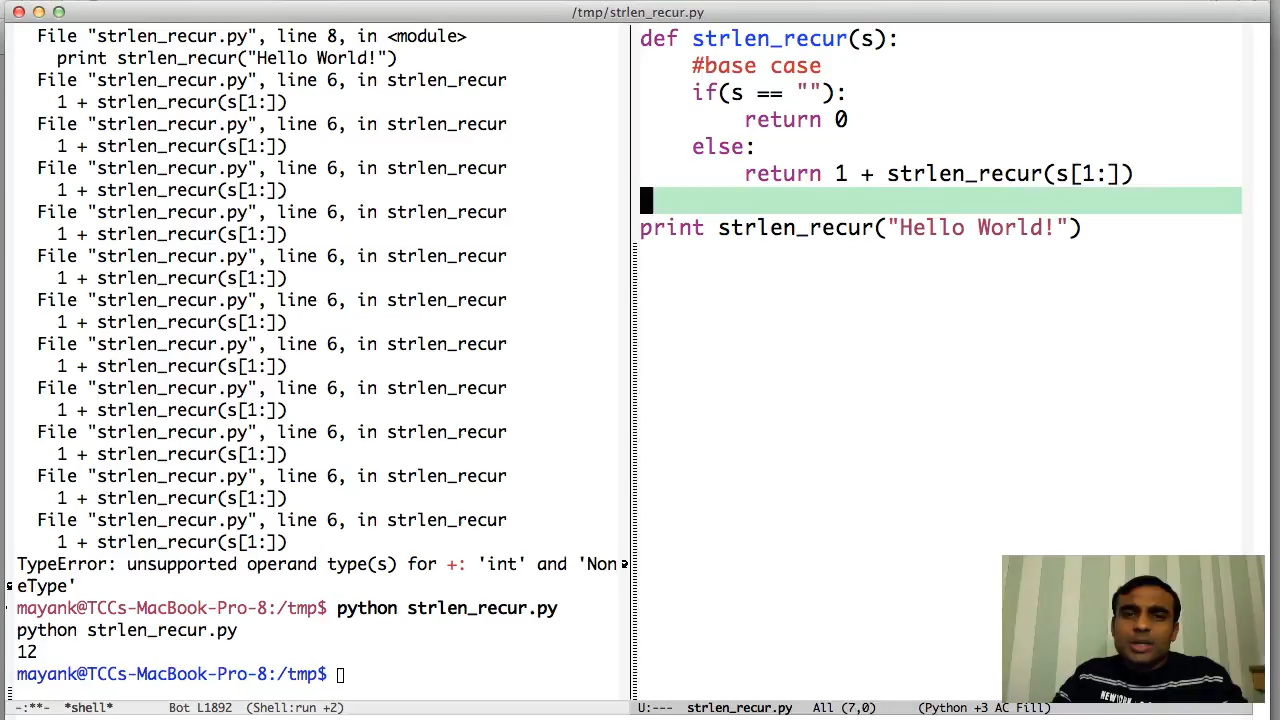 /tmp/strlen_recur.py
File "strlen_recur.py", line 8, in <module>
print strlen_recur("Hello World!")
File "strlen_recur.py", line 6, in strlen_recur
1 + strlen_recur(s[1:])
File "strlen_recur.py", line 6, in strlen_recur
1 + strlen_recur(s[1:])
File "strlen_recur.py", line 6, in strlen_recur
1 + strlen_recur(s[1:])
File "strlen_recur.py", line 6, in strlen_recur
1 + strlen_recur(s[1:])
File "strlen_recur.py", line 6, in strlen_recur
1 + strlen_recur(s[1:])
File "strlen_recur.py", line 6, in strlen_recur
1 + strlen_recur(s[1:])
File "strlen_recur.py", line 6, in strlen_recur
1 + strlen_recur(s[1:])
File "strlen_recur.py", line 6, in strlen_recur
1 + strlen_recur(s[1:])
File "strlen_recur.py", line 6, in strlen_recur
1 + strlen_recur(s[1:])
File "strlen_recur.py", line 6, in strlen_recur
1 + strlen_recur(s[1:])
File "strlen_recur.py", line 6, in strlen_recur
1 + strlen_recur(s[1:])
TypeError: unsupported operand type(s) for +: 'int' and 'Non
eType'
mayank@TCCs-MacBook-Pro-8:/tmp$ python strlen_recur.py
python strlen_recur.py
12
mayank@TCCs-MacBook-Pro-8:/tmp$
-:**-  *shell*  Bot L1892  (Shell:run +2)
def strlen_recur(s):
#base case
if(s == ""):
return 0
else:
return 1 + strlen_recur(s[1:])
print strlen_recur("Hello World!")
U:---  strlen_recur.py  All (7,0)  (Python +3 AC Fill)